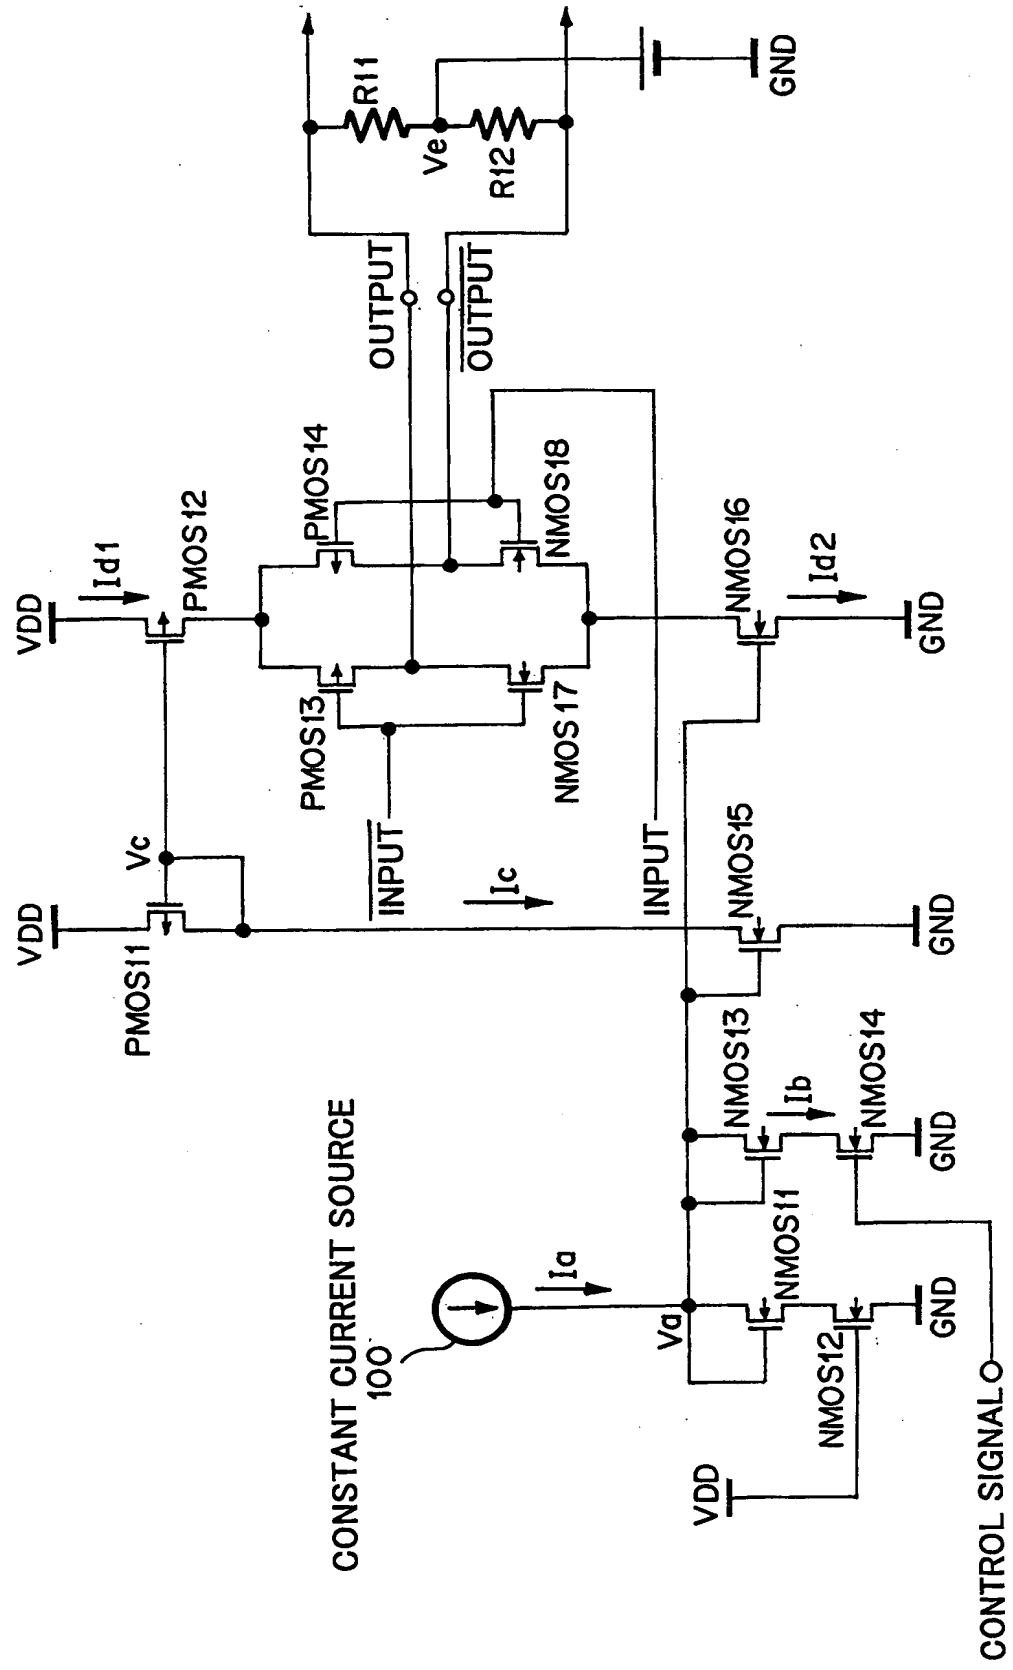 VDD
VDD
Id1
PMOS11
Vc
PMOS12
PMOS13
PMOS14
R11
Ve
R12
GND
CONSTANT CURRENT SOURCE
100
INPUT
OUTPUT
OUTPUT
Ic
NMOS17
NMOS18
Ia
INPUT
Va
VDD
NMOS11
NMOS12
NMOS13
Ib
NMOS14
NMOS15
NMOS16
Id2
GND
GND
GND
GND
CONTROL SIGNAL